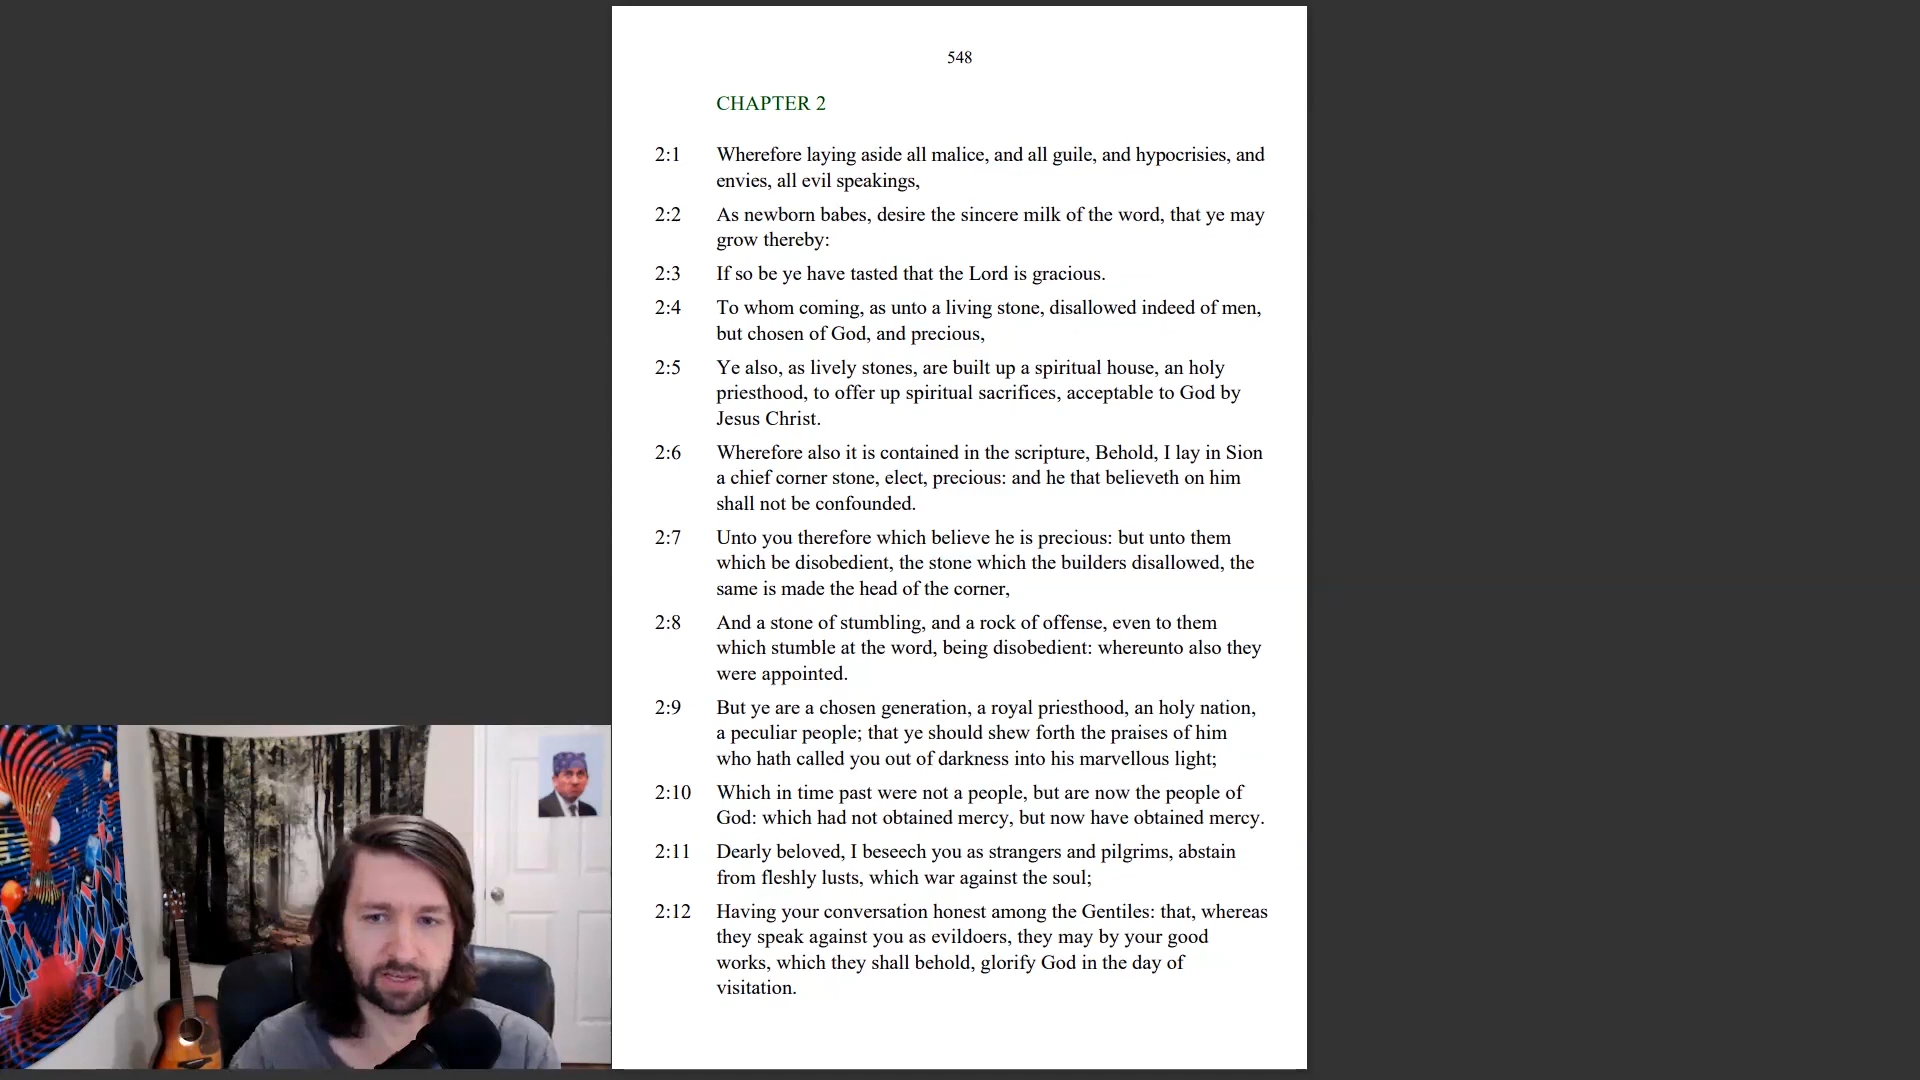 548
CHAPTER 2
2:1 Wherefore laying aside all malice, and all guile, and hypocrisies, and
envies, all evil speakings,
2:2 As newborn babes, desire the sincere milk of the word, that ye may
grow thereby:
2:3 If so be ye have tasted that the Lord is gracious.
2:4 To whom coming, as unto a living stone, disallowed indeed of men,
but chosen of God, and precious,
2:5 Ye also, as lively stones, are built up a spiritual house, an holy
priesthood, to offer up spiritual sacrifices, acceptable to God by
Jesus Christ.
2:6 Wherefore also it is contained in the scripture, Behold, I lay in Sion
a chief corner stone, elect, precious: and he that believeth on him
shall not be confounded.
2:7 Unto you therefore which believe he is precious: but unto them
which be disobedient, the stone which the builders disallowed, the
same is made the head of the corner,
2:8 And a stone of stumbling, and a rock of offense, even to them
which stumble at the word, being disobedient: whereunto also they
were appointed.
2:9 But ye are a chosen generation, a royal priesthood, an holy nation,
a peculiar people; that ye should shew forth the praises of him
who hath called you out of darkness into his marvellous light;
2:10 Which in time past were not a people, but are now the people of
God: which had not obtained mercy, but now have obtained mercy.
2:11 Dearly beloved, I beseech you as strangers and pilgrims, abstain
from fleshly lusts, which war against the soul;
2:12 Having your conversation honest among the Gentiles: that, whereas
they speak against you as evildoers, they may by your good
works, which they shall behold, glorify God in the day of
visitation.